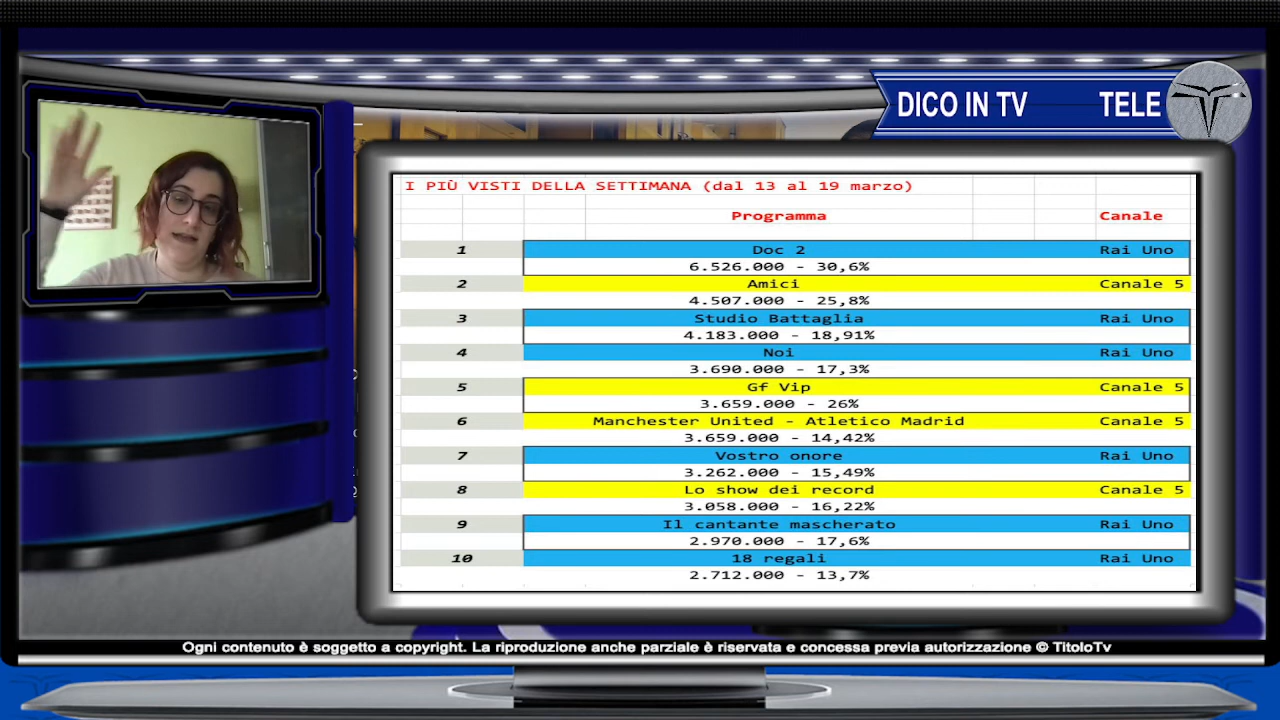 DICO IN TV TELE
I PIÙ VISTI DELLA SETTIMANA (dal 13 al 19 marzo)
Programma Canale
1 Doc 2 Rai Uno
6.526.000 - 30,6%
2 Amici Canale 5
4.507.000 - 25,8%
3 Studio Battaglia Rai Uno
4.183.000 - 18,91%
4 Noi Rai Uno
3.690.000 - 17,3%
5 Gf Vip Canale 5
3.659.000 - 26%
6 Manchester United - Atletico Madrid Canale 5
3.659.000 - 14,42%
7 Vostro onore Rai Uno
3.262.000 - 15,49%
8 Lo show dei record Canale 5
3.058.000 - 16,22%
9 Il cantante mascherato Rai Uno
2.970.000 - 17,6%
10 18 regali Rai Uno
2.712.000 - 13,7%
Ogni contenuto è soggetto a copyright. La riproduzione anche parziale è riservata e concessa previa autorizzazione © TitoloTv